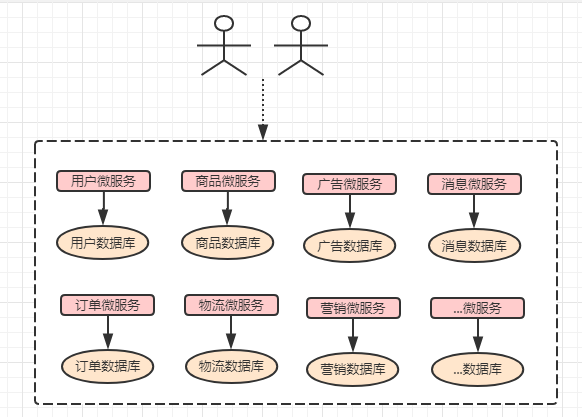 用户微服务
商品微服务
广告微服务
消息微服务
用户数据库
商品数据库
广告数据库
消息数据库
订单微服务
物流微服务
营销微服务
...微服务
订单数据库
物流数据库
营销数据库
...数据库